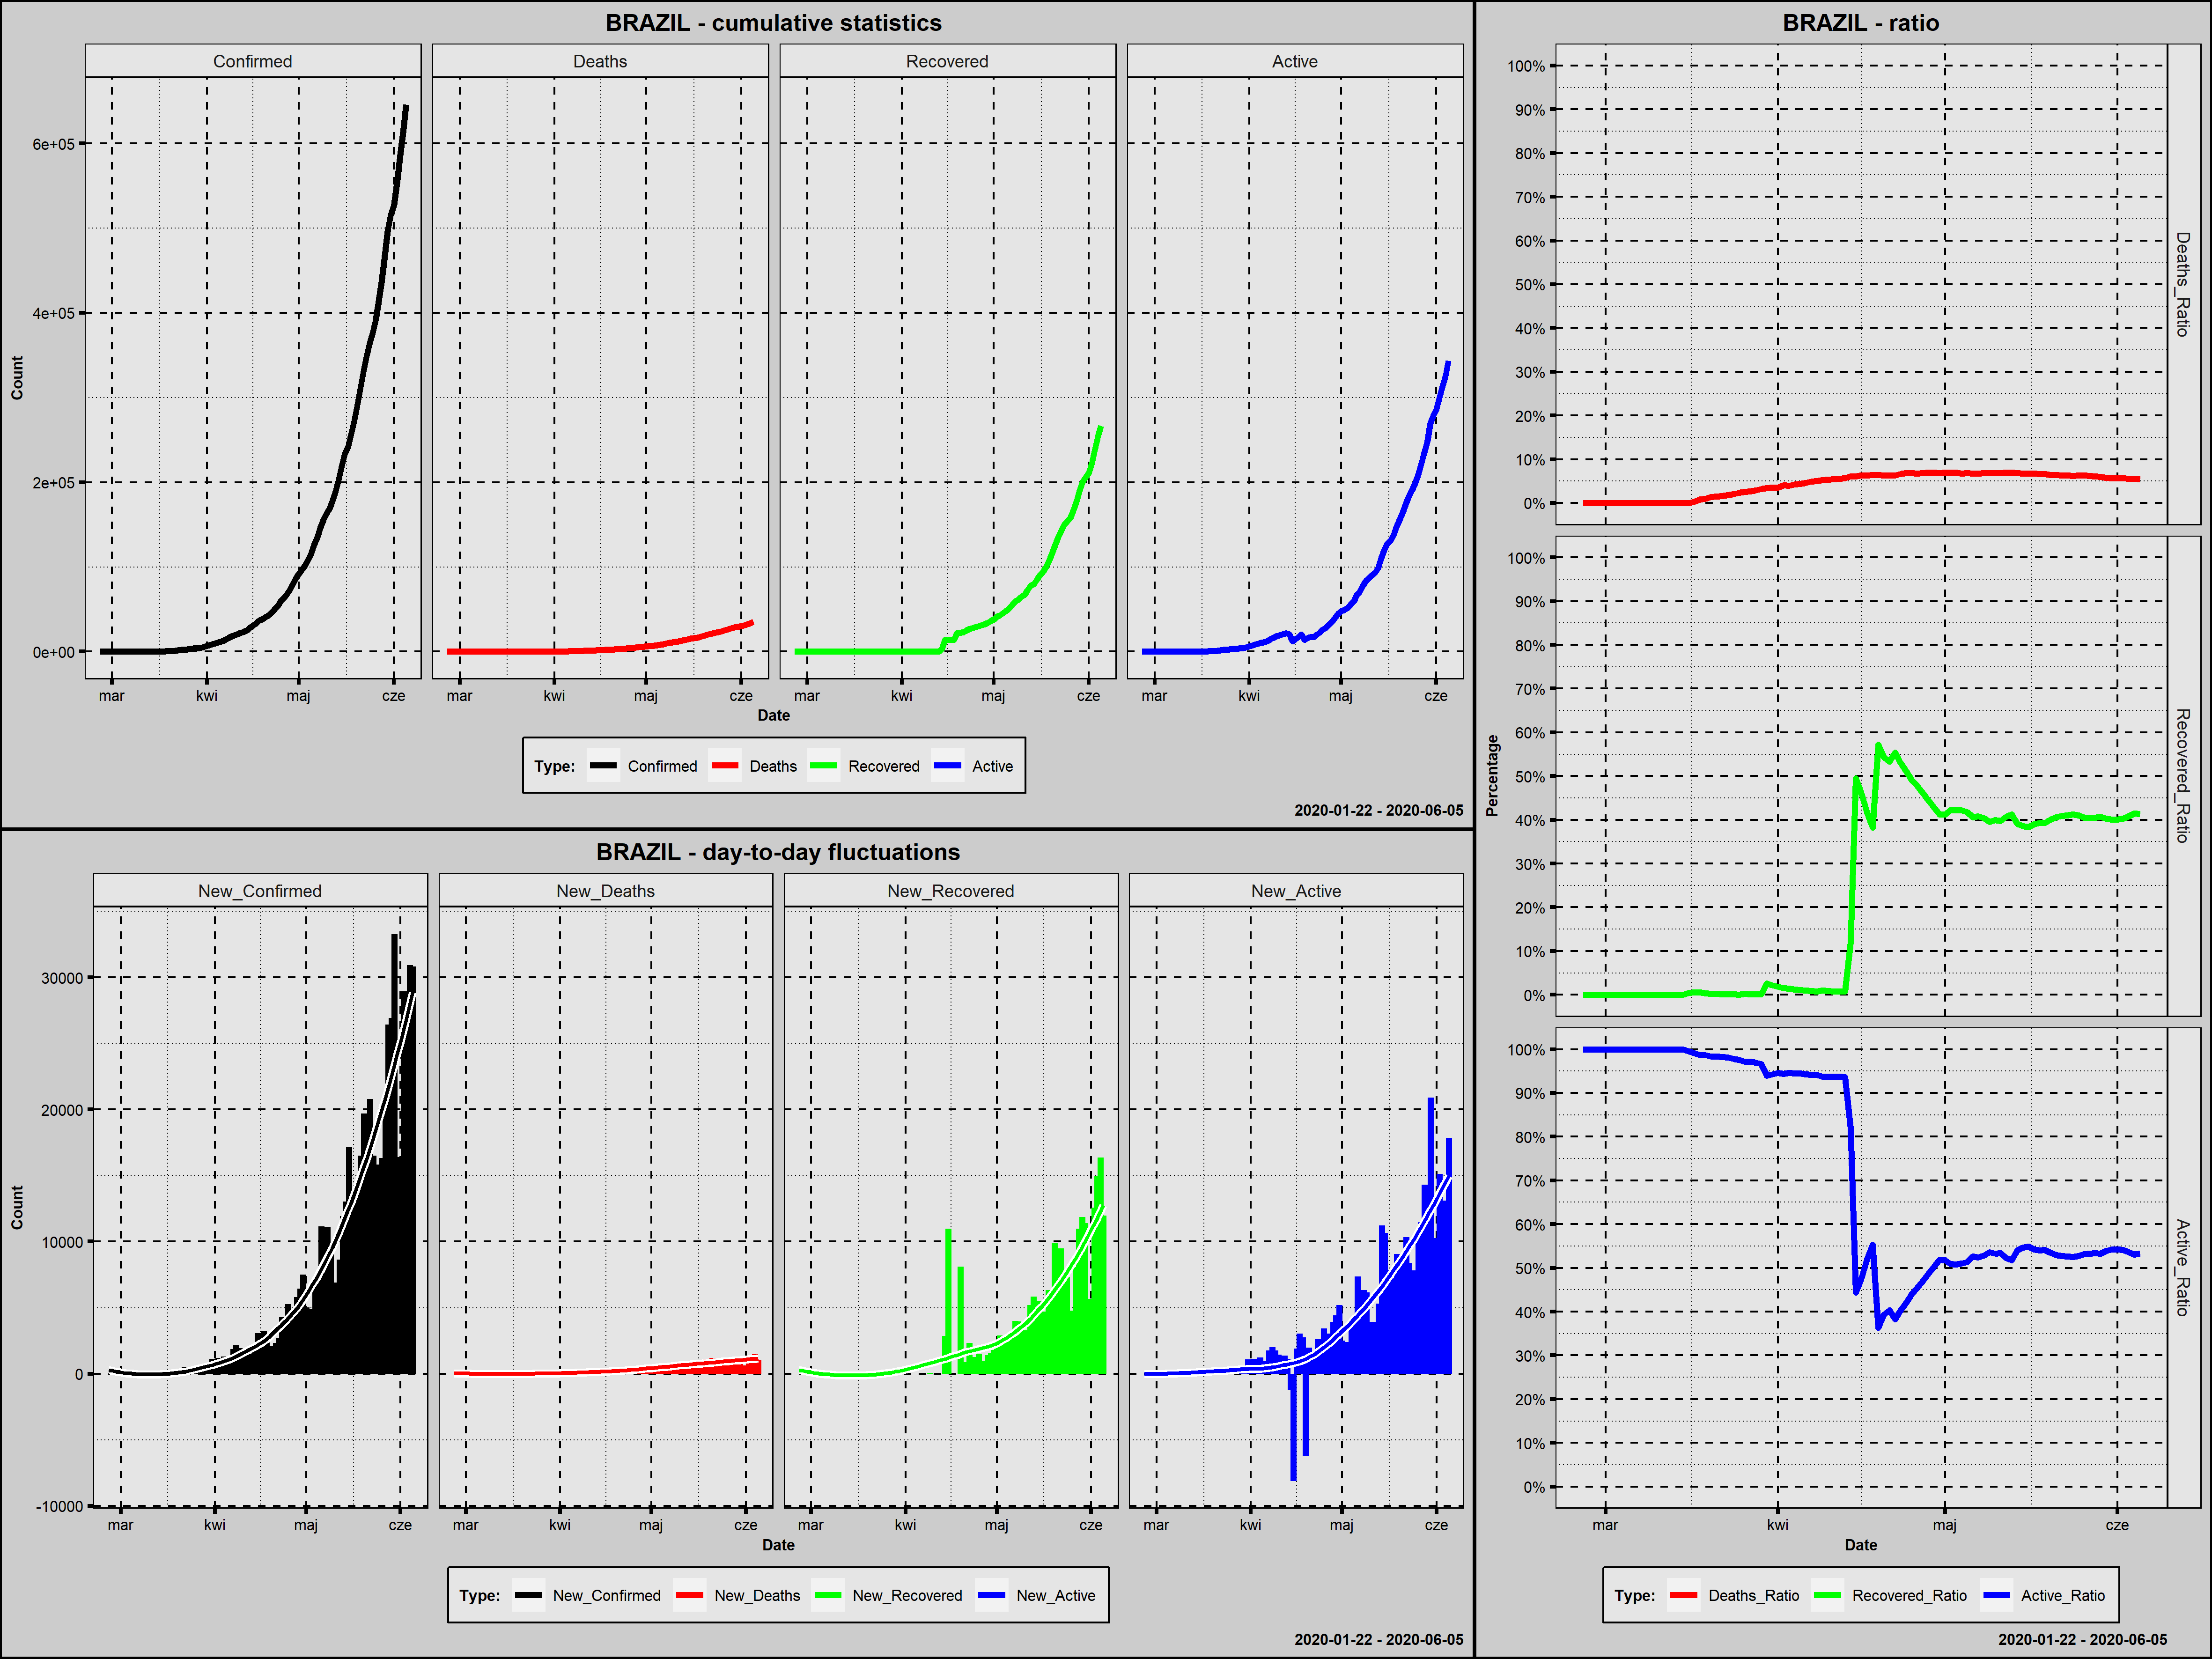 BRAZIL - cumulative statistics
Confirmed Deaths Recovered Active
Count
6e+05
4e+05
2e+05
0e+00
mar kwi maj cze mar kwi maj cze mar kwi maj cze mar kwi maj cze
Date
Type: Confirmed Deaths Recovered Active
2020-01-22 - 2020-06-05
BRAZIL - day-to-day fluctuations
New_Confirmed New_Deaths New_Recovered New_Active
Count
30000
20000
10000
0
-10000
mar kwi maj cze mar kwi maj cze mar kwi maj cze mar kwi maj cze
Date
Type: New_Confirmed New_Deaths New_Recovered New_Active
2020-01-22 - 2020-06-05
BRAZIL - ratio
Percentage
100%
90%
80%
70%
60%
50%
40%
30%
20%
10%
0%
Deaths_Ratio
100%
90%
80%
70%
60%
50%
40%
30%
20%
10%
0%
Recovered_Ratio
100%
90%
80%
70%
60%
50%
40%
30%
20%
10%
0%
Active_Ratio
mar kwi maj cze
Date
Type: Deaths_Ratio Recovered_Ratio Active_Ratio
2020-01-22 - 2020-06-05